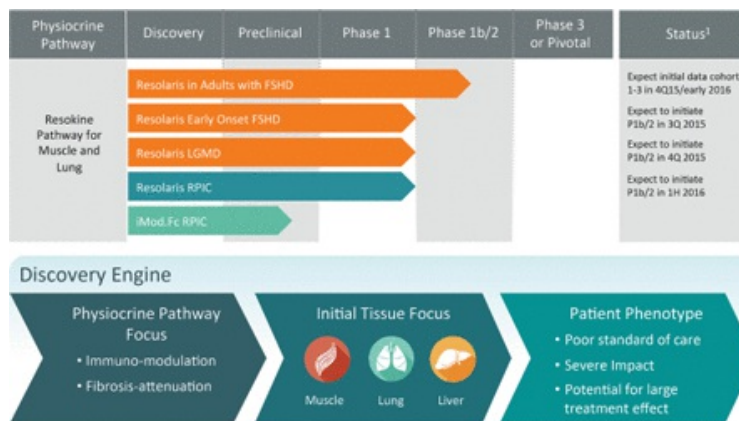 Physiocrine
Pathway
Discovery
Preclinical
Phase 1
Phase 1b/2
Phase 3
or Pivotal
Status¹
Resokine
Pathway for
Muscle and
Lung
Resolaris in Adults with FSHD
Expect initial data cohort
1-3 in 4Q15/early 2016
Resolaris Early Onset FSHD
Expect to initiate
P1b/2 in 3Q 2015
Resolaris LGMD
Expect to initiate
P1b/2 in 4Q 2015
Resolaris RPIC
Expect to initiate
P1b/2 in 1H 2016
iMod.Fc RPIC
Discovery Engine
Physiocrine Pathway
Focus
• Immuno-modulation
• Fibrosis-attenuation
Initial Tissue Focus
Muscle
Lung
Liver
Patient Phenotype
• Poor standard of care
• Severe Impact
• Potential for large
treatment effect